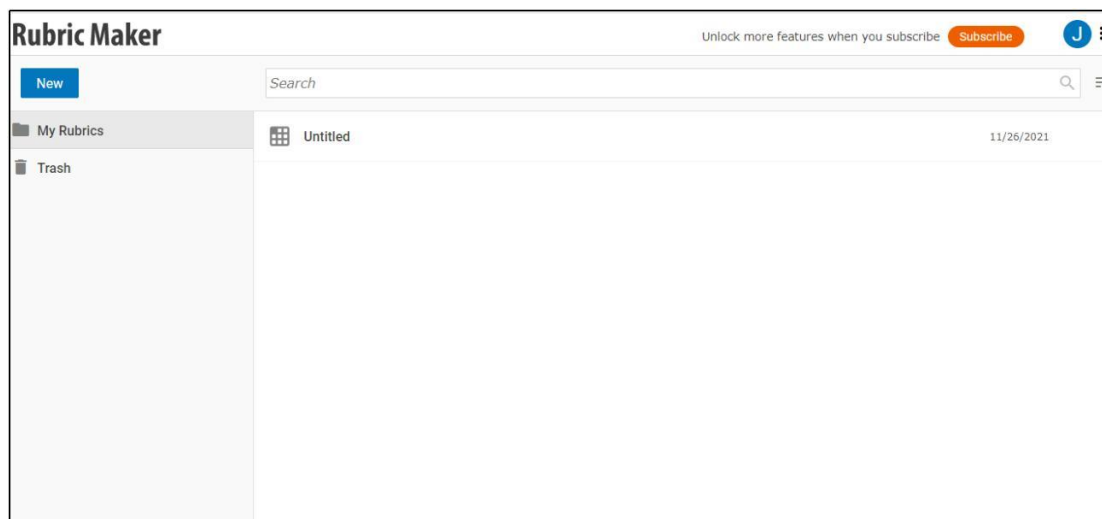 Rubric Maker
Unlock more features when you subscribe Subscribe J
New Search
My Rubrics
Untitled 11/26/2021
Trash